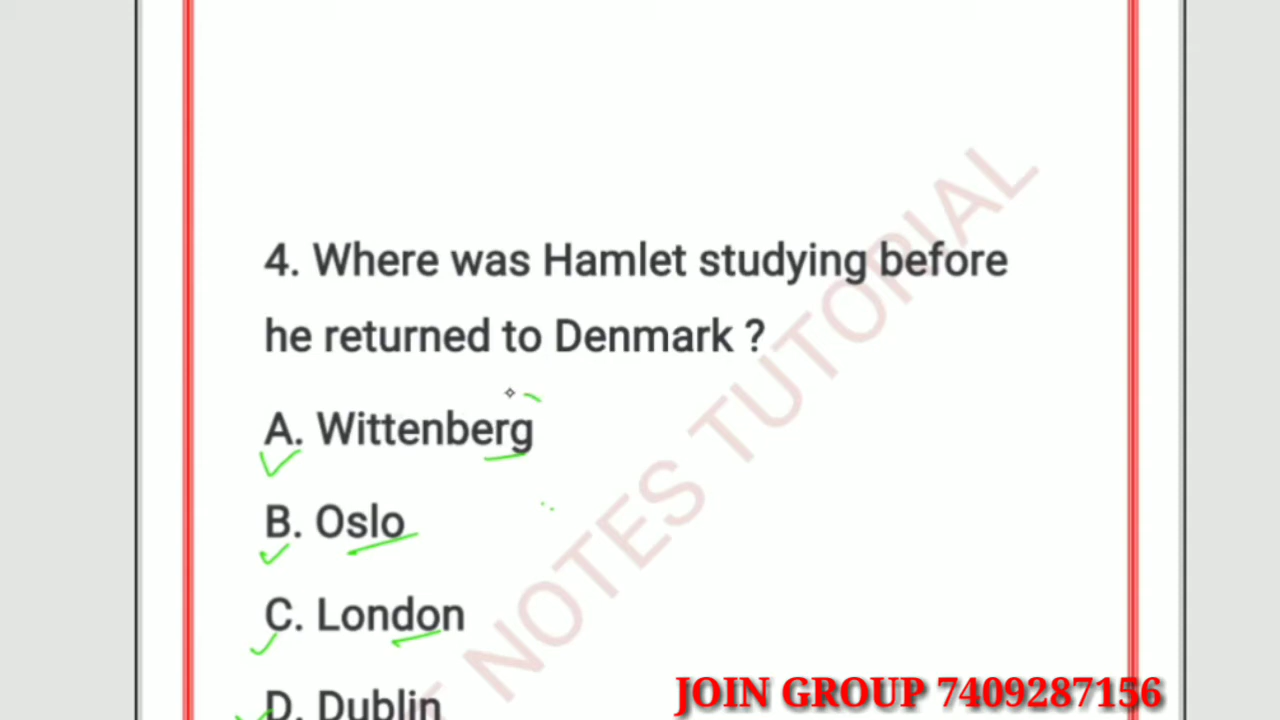 4. Where was Hamlet studying before
he returned to Denmark ?
A. Wittenberg
B. Oslo
C. London
D. Dublin
NOTES TUTORIAL
JOIN GROUP 7409287156